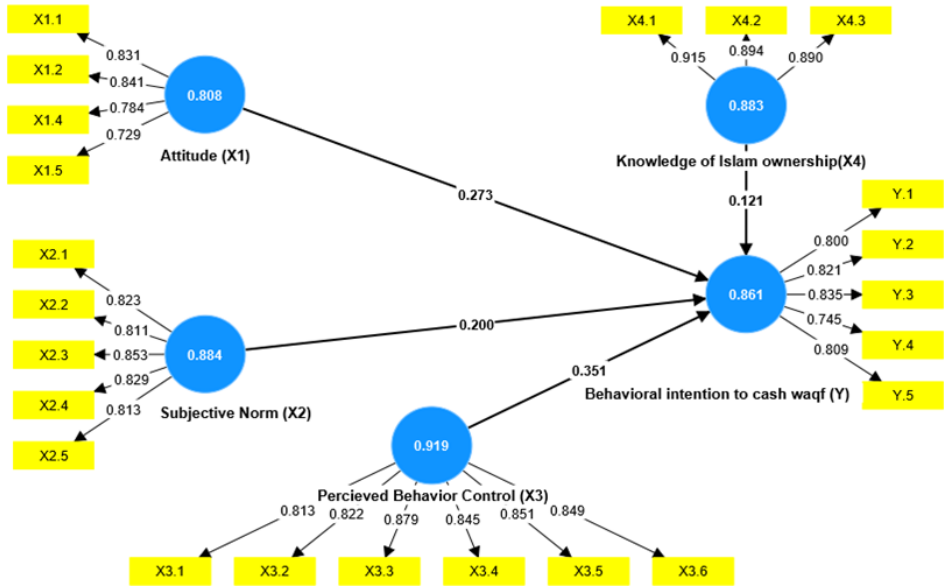 X1.1
X1.2
X1.4
X1.5
0.831
0.841
0.784
0.729
0.808
Attitude (X1)
X4.1
X4.2
X4.3
0.915
0.894
0.890
0.883
Knowledge of Islam ownership(X4)
0.273
0.121
X2.1
X2.2
X2.3
X2.4
X2.5
0.823
0.811
0.853
0.829
0.813
0.884
Subjective Norm (X2)
0.200
0.351
0.861
Behavioral intention to cash waqf (Y)
0.800
0.821
0.835
0.745
0.809
Y.1
Y.2
Y.3
Y.4
Y.5
0.919
Percieved Behavior Control (X3)
0.813
0.822
0.879
0.845
0.851
0.849
X3.1
X3.2
X3.3
X3.4
X3.5
X3.6